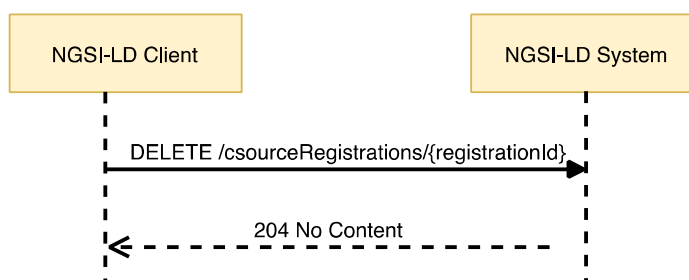 NGSI-LD Client
NGSI-LD System
DELETE /csourceRegistrations/{registrationId}
204 No Content